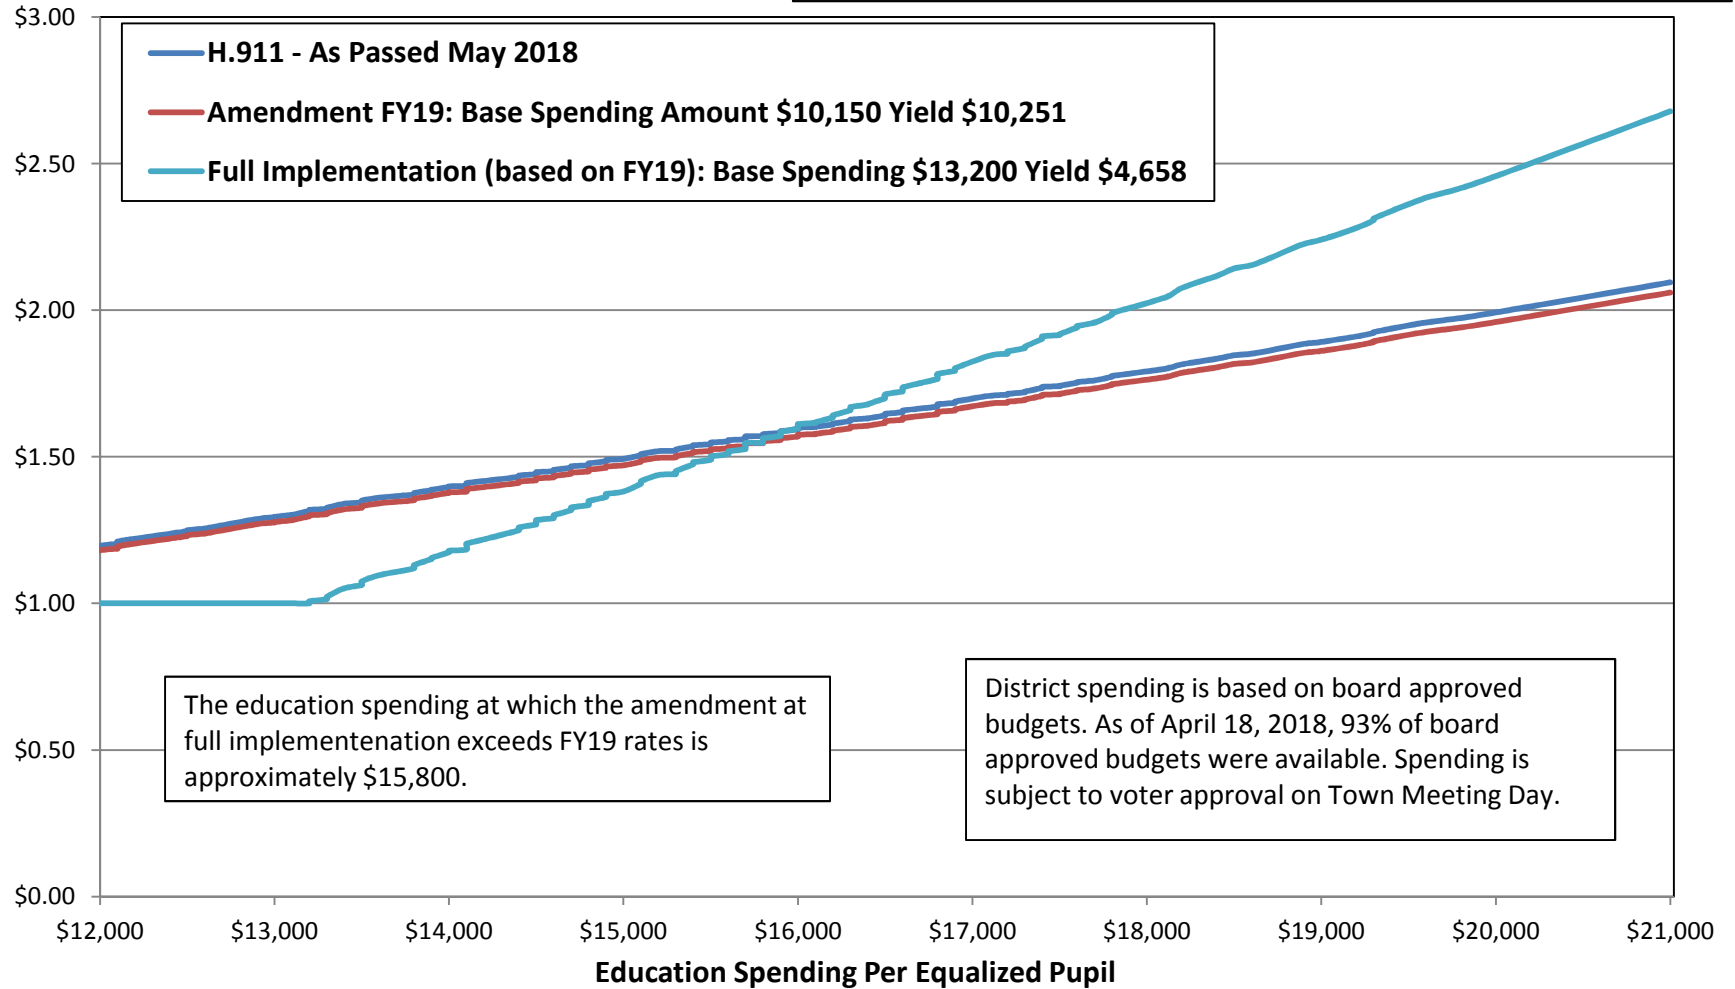 $3.00
H.911 - As Passed May 2018
Amendment FY19: Base Spending Amount $10,150 Yield $10,251
$2.50
Full Implementation (based on FY19): Base Spending $13,200 Yield $4,658
$2.00
$1.50
$1.00
The education spending at which the amendment at
full implementenation exceeds FY19 rates is
approximately $15,800.
District spending is based on board approved
budgets. As of April 18, 2018, 93% of board
approved budgets were available. Spending is
subject to voter approval on Town Meeting Day.
$0.50
$0.00
$12,000 $13,000 $14,000 $15,000 $16,000 $17,000 $18,000 $19,000 $20,000 $21,000
Education Spending Per Equalized Pupil